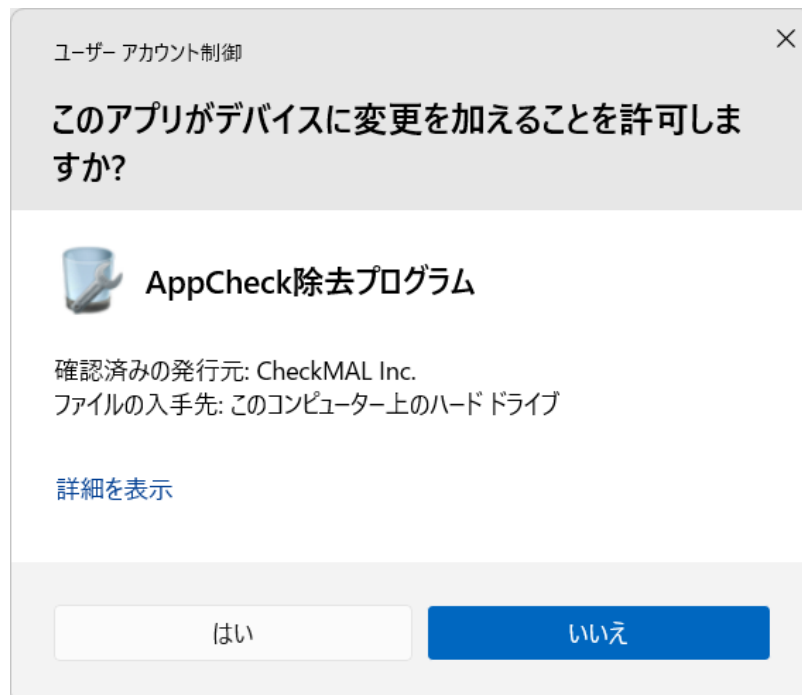 ユーザー アカウント制御
このアプリがデバイスに変更を加えることを許可しま
すか?
AppCheck除去プログラム
確認済みの発行元: CheckMAL Inc.
ファイルの入手先: このコンピューター上のハード ドライブ
詳細を表示
はい
いいえ